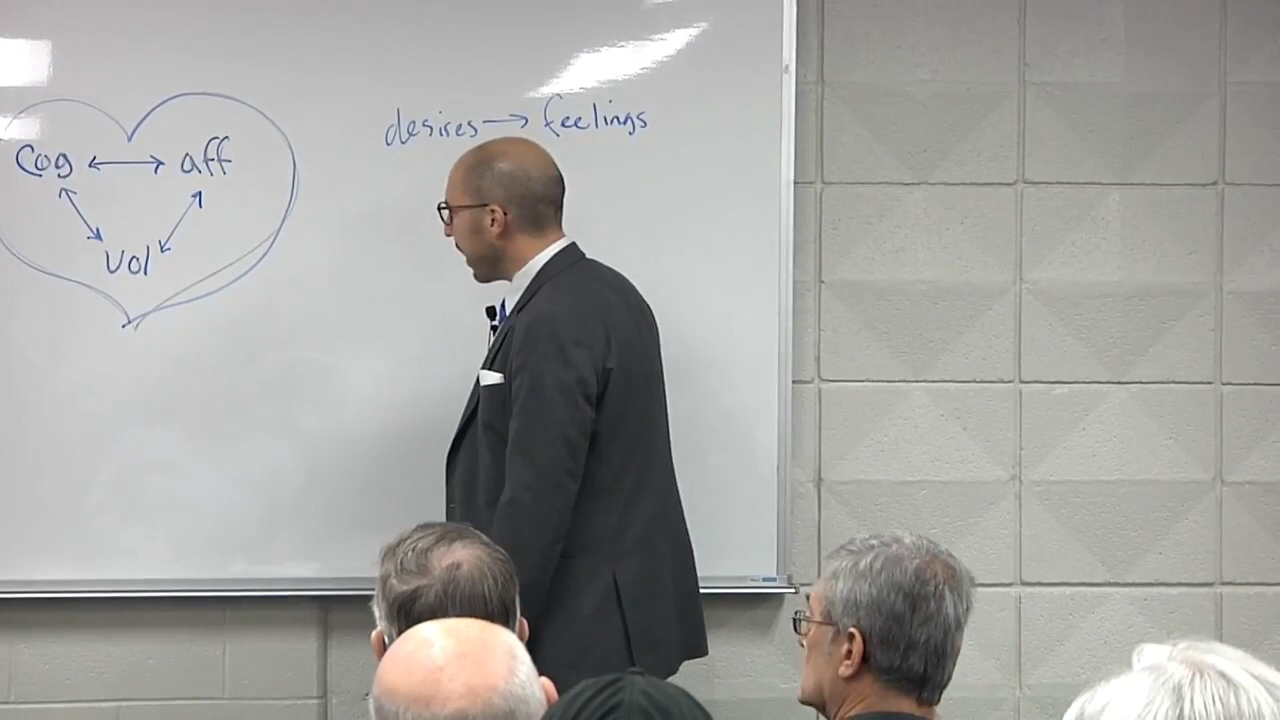 desires → feelings
Cog ↔ aff
Vol